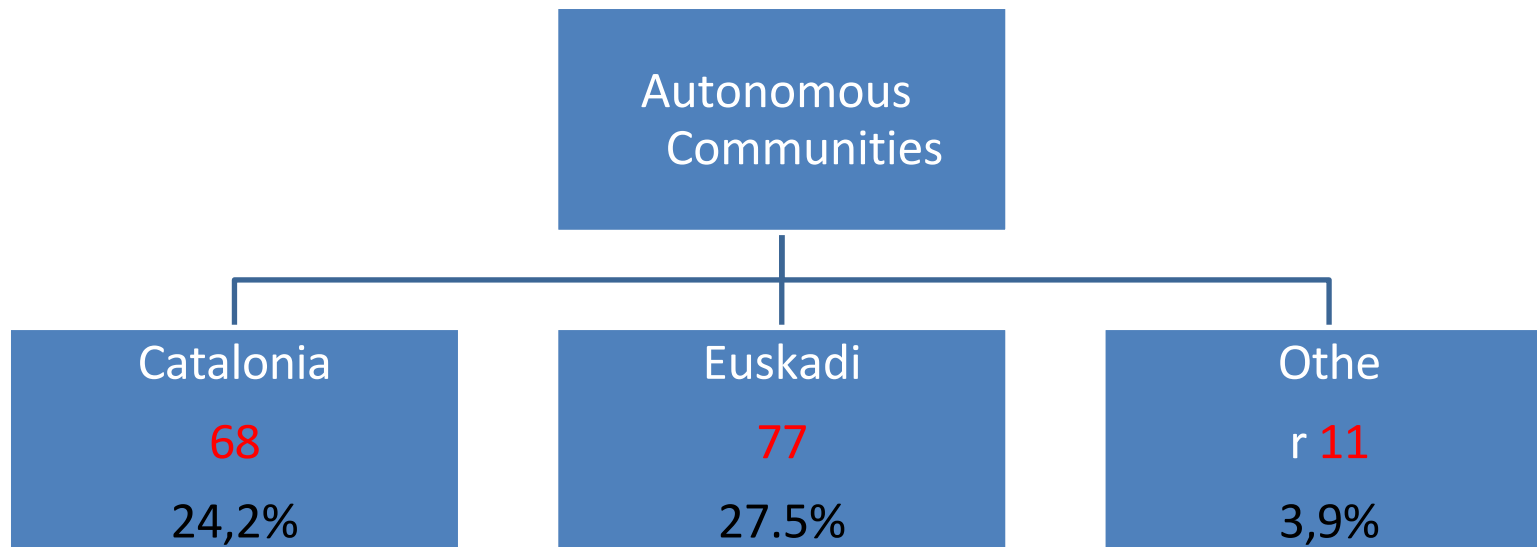 Autonomous
Communities
Catalonia
68
24,2%
Euskadi
77
27.5%
Othe
r 11
3,9%